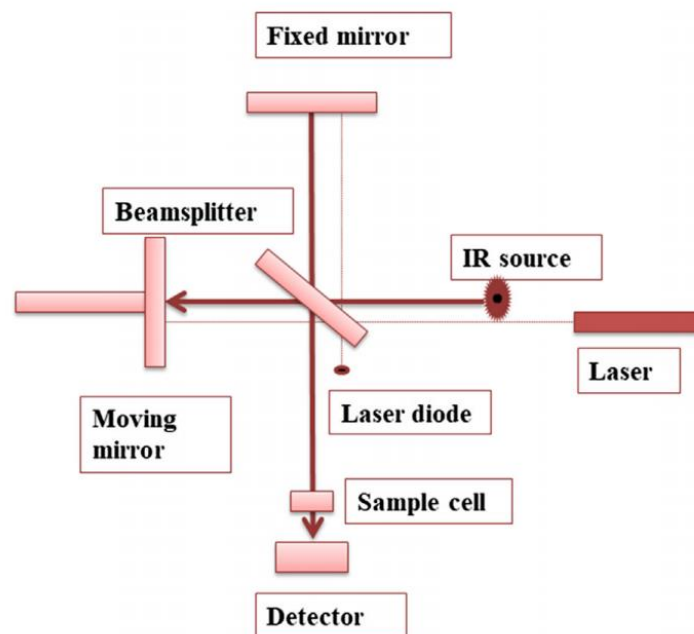 Fixed mirror
Beamsplitter
IR source
Laser
Laser diode
Moving
mirror
Sample cell
Detector